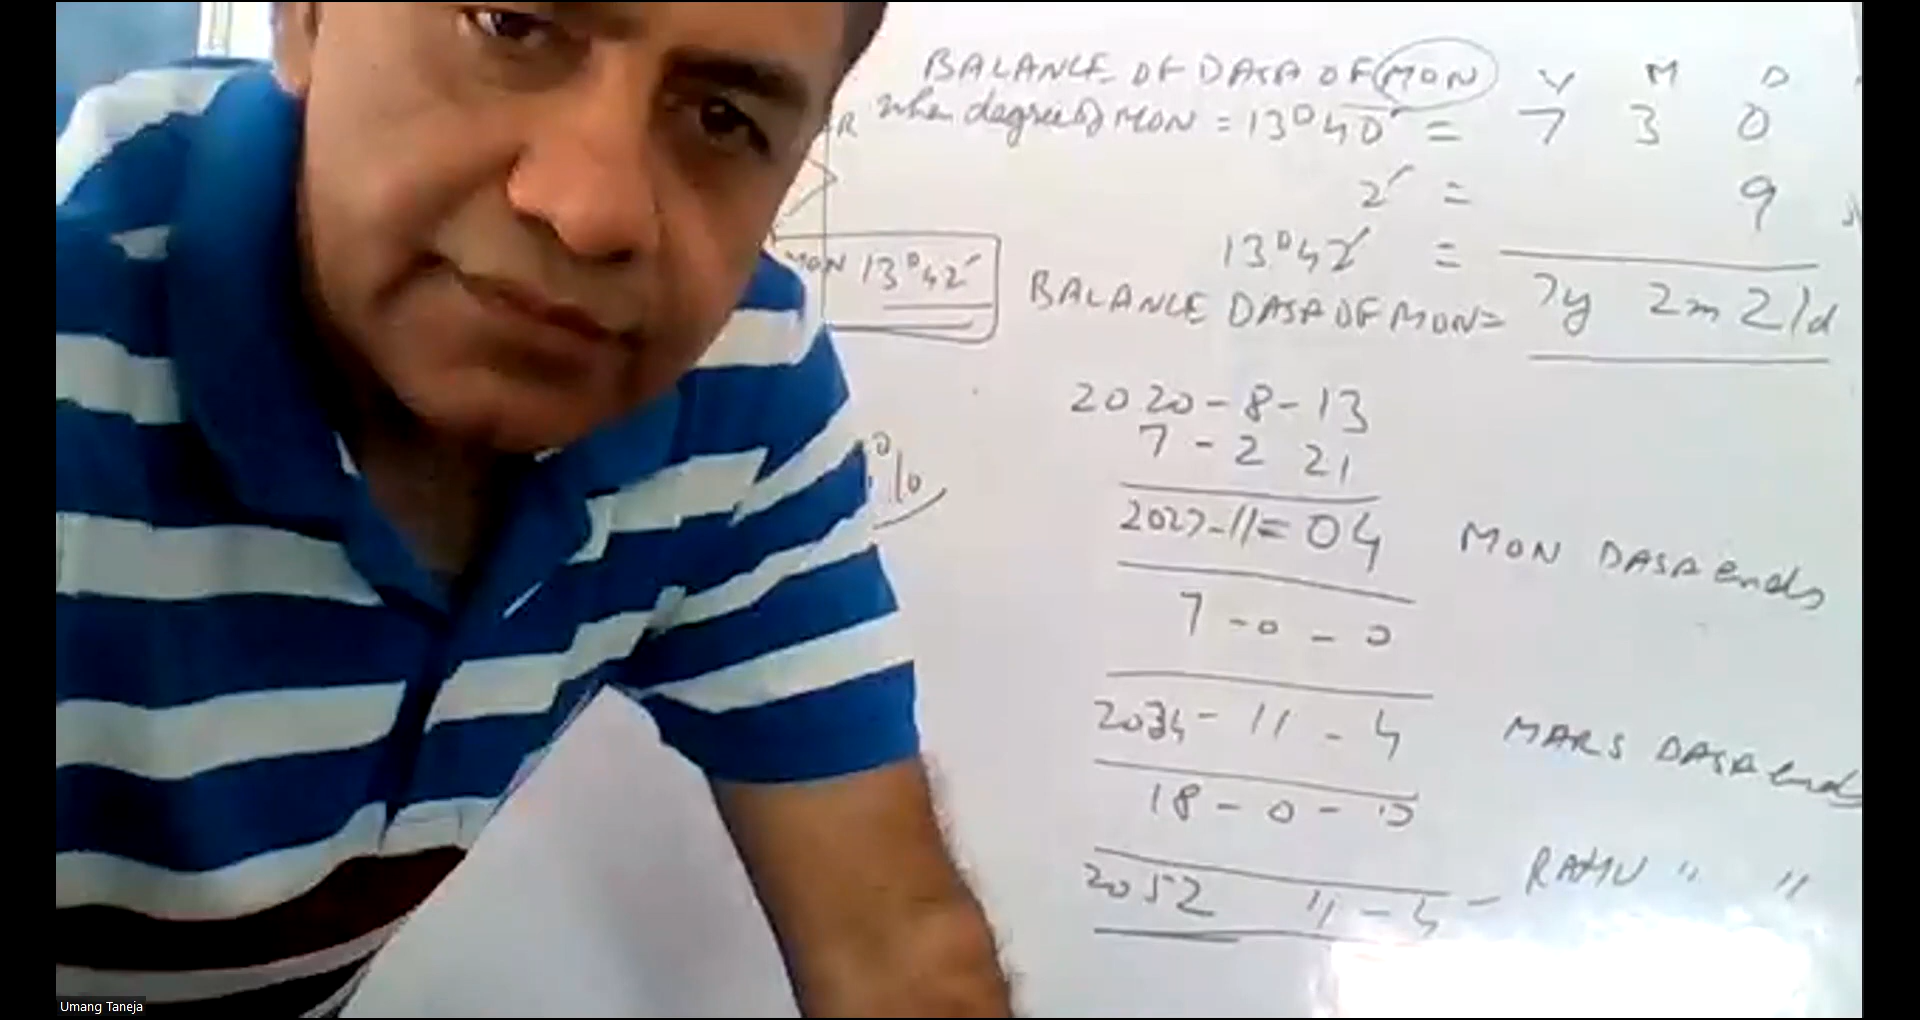 BALANCE OF DASA OF MON Y M D
when degree of MON = 13°40′ = 7 3 0
2′ = 9
13°42′ =
MON 13°42′
BALANCE DASA OF MON= 7y 2m 21d
2020-8-13
7-2 21
2027-11=04 MON DASA ends
7-0-0
2034-11-4 MARS DASA ends
18-0-0
2052 11-4 - RAHU " "
Umang Taneja